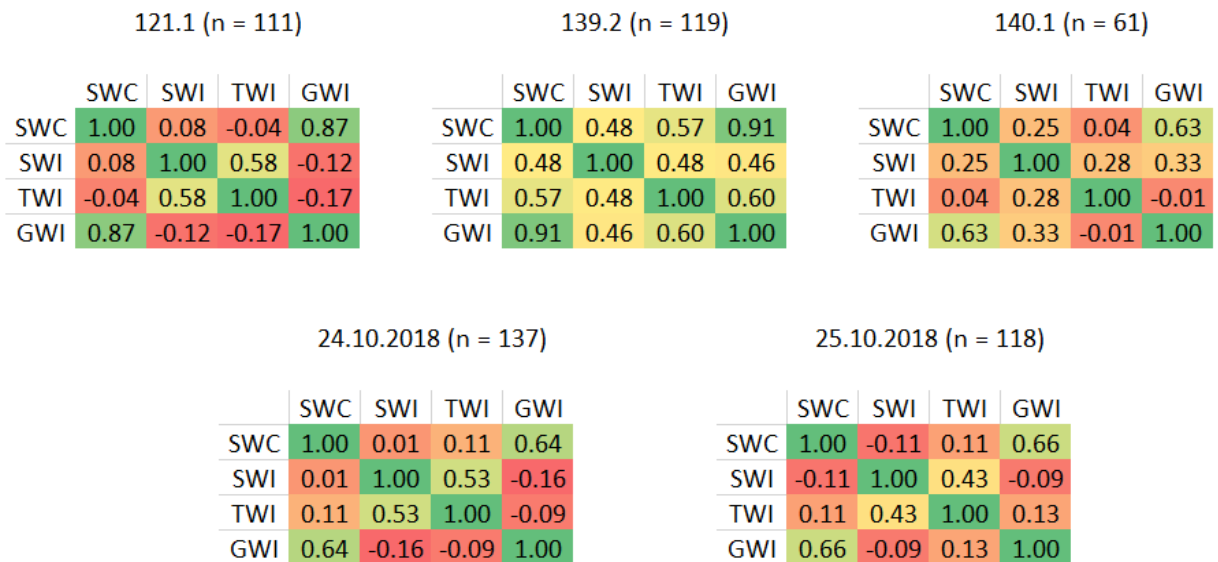 121.1 (n = 111) 139.2 (n = 119) 140.1 (n = 61)
SWC SWI TWI GWI SWC SWI TWI GWI SWC SWI TWI GWI
SWC 1.00 0.08 -0.04 0.87 SWC 1.00 0.48 0.57 0.91 SWC 1.00 0.25 0.04 0.63
SWI 0.08 1.00 0.58 -0.12 SWI 0.48 1.00 0.48 0.46 SWI 0.25 1.00 0.28 0.33
TWI -0.04 0.58 1.00 -0.17 TWI 0.57 0.48 1.00 0.60 TWI 0.04 0.28 1.00 -0.01
GWI 0.87 -0.12 -0.17 1.00 GWI 0.91 0.46 0.60 1.00 GWI 0.63 0.33 -0.01 1.00
24.10.2018 (n = 137) 25.10.2018 (n = 118)
SWC SWI TWI GWI SWC SWI TWI GWI
SWC 1.00 0.01 0.11 0.64 SWC 1.00 -0.11 0.11 0.66
SWI 0.01 1.00 0.53 -0.16 SWI -0.11 1.00 0.43 -0.09
TWI 0.11 0.53 1.00 -0.09 TWI 0.11 0.43 1.00 0.13
GWI 0.64 -0.16 -0.09 1.00 GWI 0.66 -0.09 0.13 1.00